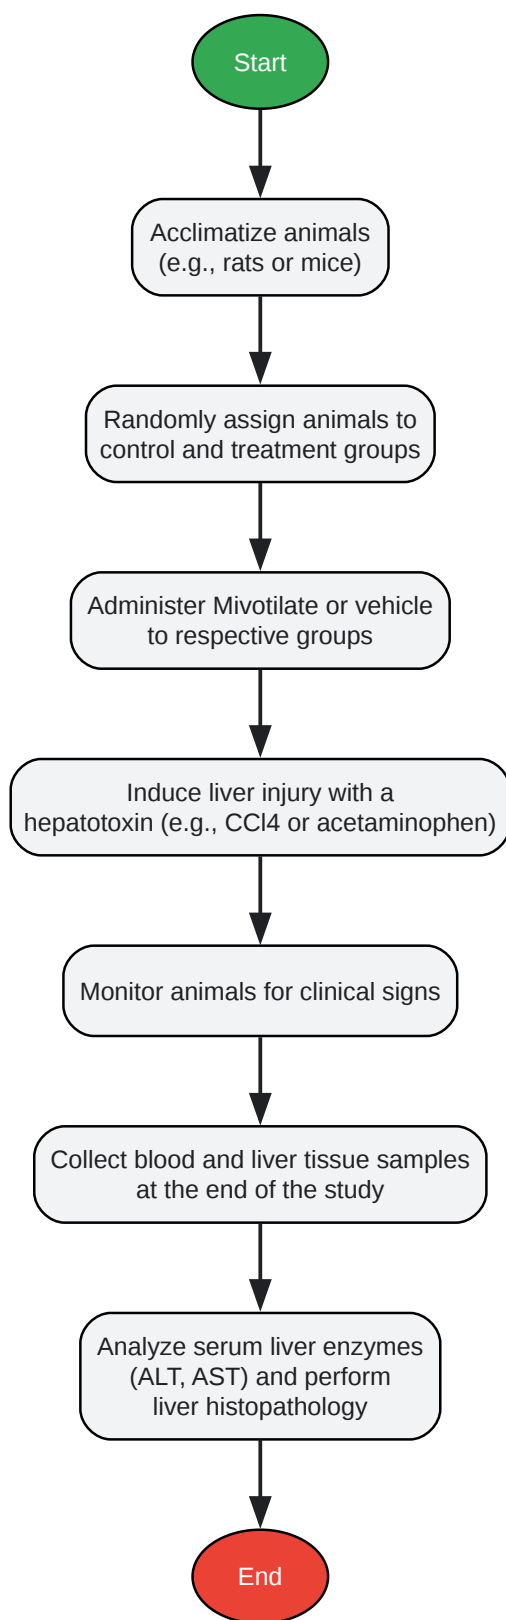 Start
Acclimatize animals
(e.g., rats or mice)
Randomly assign animals to
control and treatment groups
Administer Mivotilate or vehicle
to respective groups
Induce liver injury with a
hepatotoxin (e.g., CCl4 or acetaminophen)
Monitor animals for clinical signs
Collect blood and liver tissue samples
at the end of the study
Analyze serum liver enzymes
(ALT, AST) and perform
liver histopathology
End